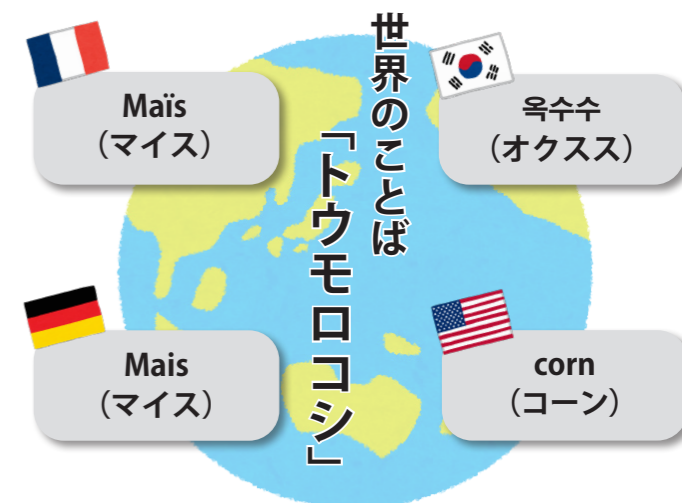 世界のことば
「トウモロコシ」
Maïs
（マイス）
옥수수
（オクスス）
Mais
（マイス）
corn
（コーン）